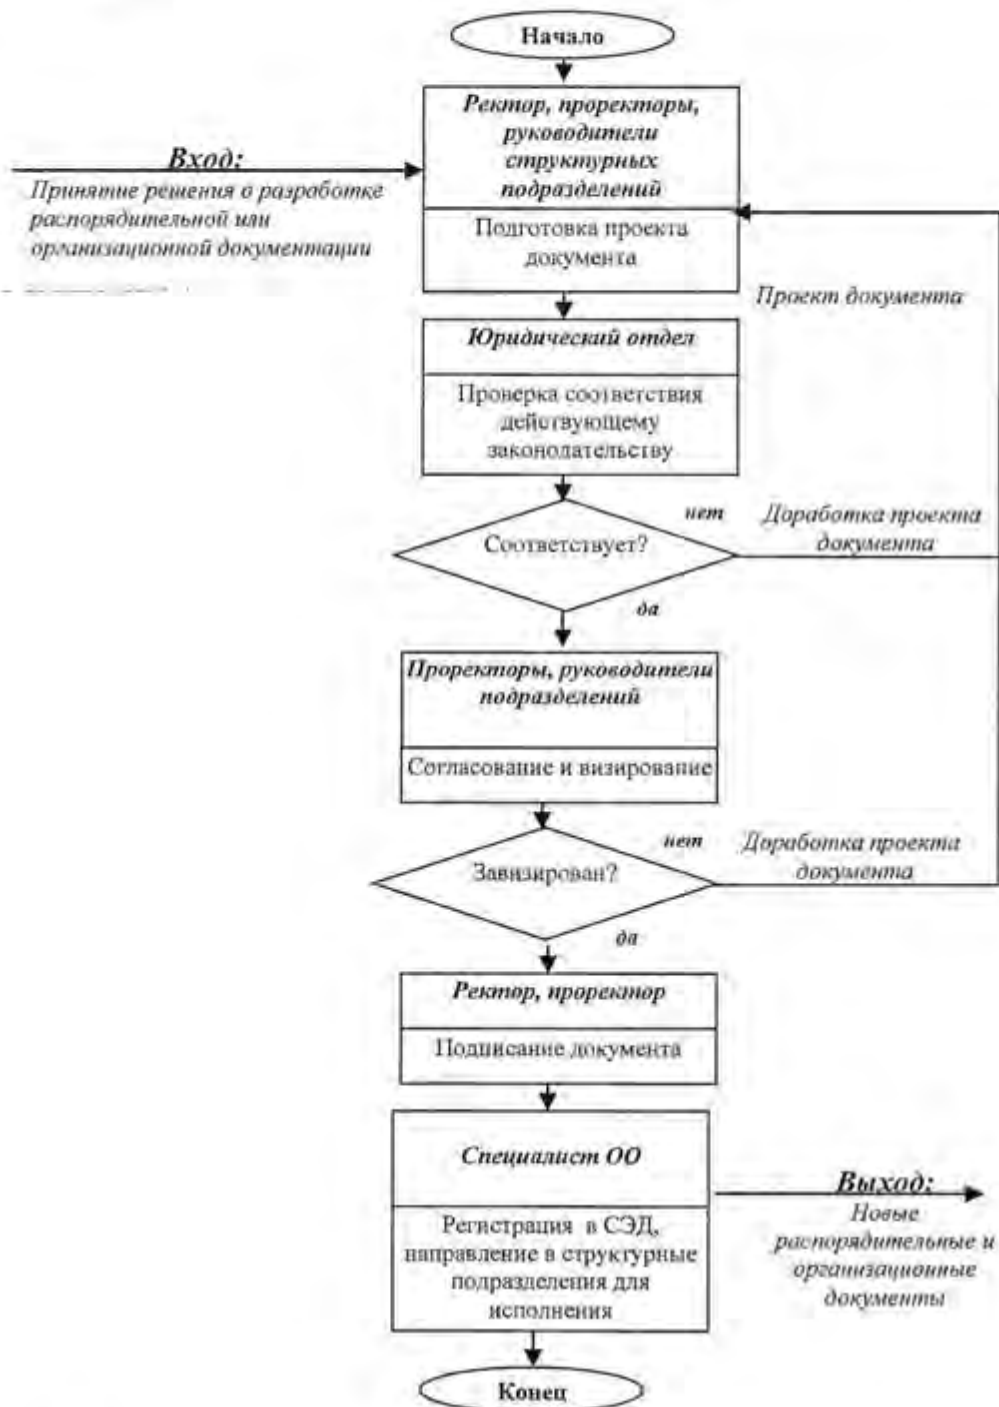 Начало
Ректор, проректоры,
руководители
структурных
подразделений
Вход:
Принятие решения о разработке
распорядительной или
организационной документации
Подготовка проекта
документа
Проект документа
Юридический отдел
Проверка соответствия
действующему
законодательству
Соответствует?
нет
Доработка проекта
документа
да
Проректоры, руководители
подразделений
Согласование и визирование
Завизирован?
нет
Доработка проекта
документа
да
Ректор, проректор
Подписание документа
Специалист ОО
Регистрация в СЭД,
направление в структурные
подразделения для
исполнения
Выход:
Новые
распорядительные и
организационные
документы
Конец